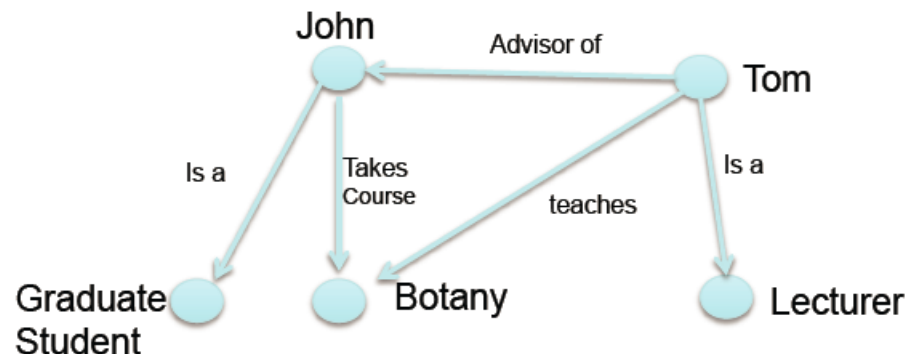 John
Advisor of
Tom
Is a
Takes
Course
Is a
teaches
Graduate
Student
Botany
Lecturer